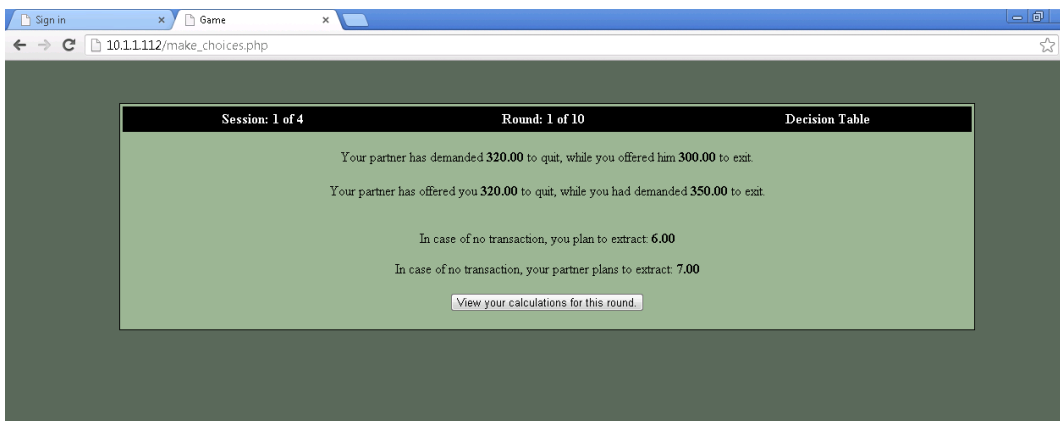 Sign in
Game
10.1.1.112/make_choices.php
Session: 1 of 4 Round: 1 of 10 Decision Table
Your partner has demanded 320.00 to quit, while you offered him 300.00 to exit.
Your partner has offered you 320.00 to quit, while you had demanded 350.00 to exit.
In case of no transaction, you plan to extract: 6.00
In case of no transaction, your partner plans to extract: 7.00
View your calculations for this round.